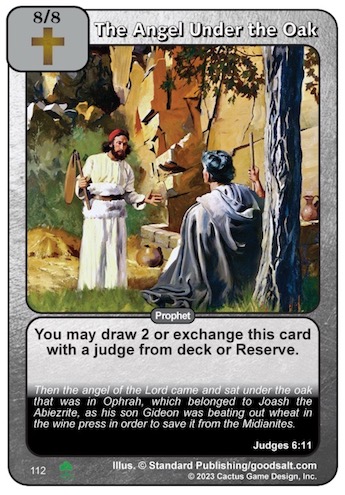 8/8
The Angel Under the Oak
Prophet
You may draw 2 or exchange this card
with a judge from deck or Reserve.
Then the angel of the Lord came and sat under the oak
that was in Ophrah, which belonged to Joash the
Abiezrite, as his son Gideon was beating out wheat in
the wine press in order to save it from the Midianites.
Judges 6:11
112
Illus. © Standard Publishing/goodsalt.com
© 2023 Cactus Game Design, Inc.